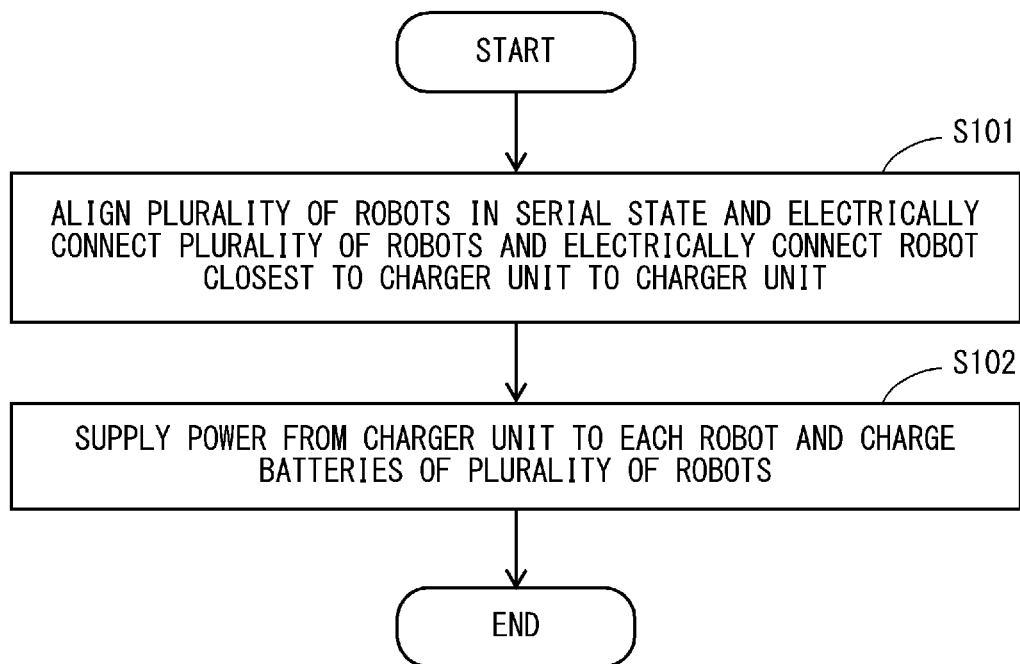 START
S101
ALIGN PLURALITY OF ROBOTS IN SERIAL STATE AND ELECTRICALLY
CONNECT PLURALITY OF ROBOTS AND ELECTRICALLY CONNECT ROBOT
CLOSEST TO CHARGER UNIT TO CHARGER UNIT
S102
SUPPLY POWER FROM CHARGER UNIT TO EACH ROBOT AND CHARGE
BATTERIES OF PLURALITY OF ROBOTS
END